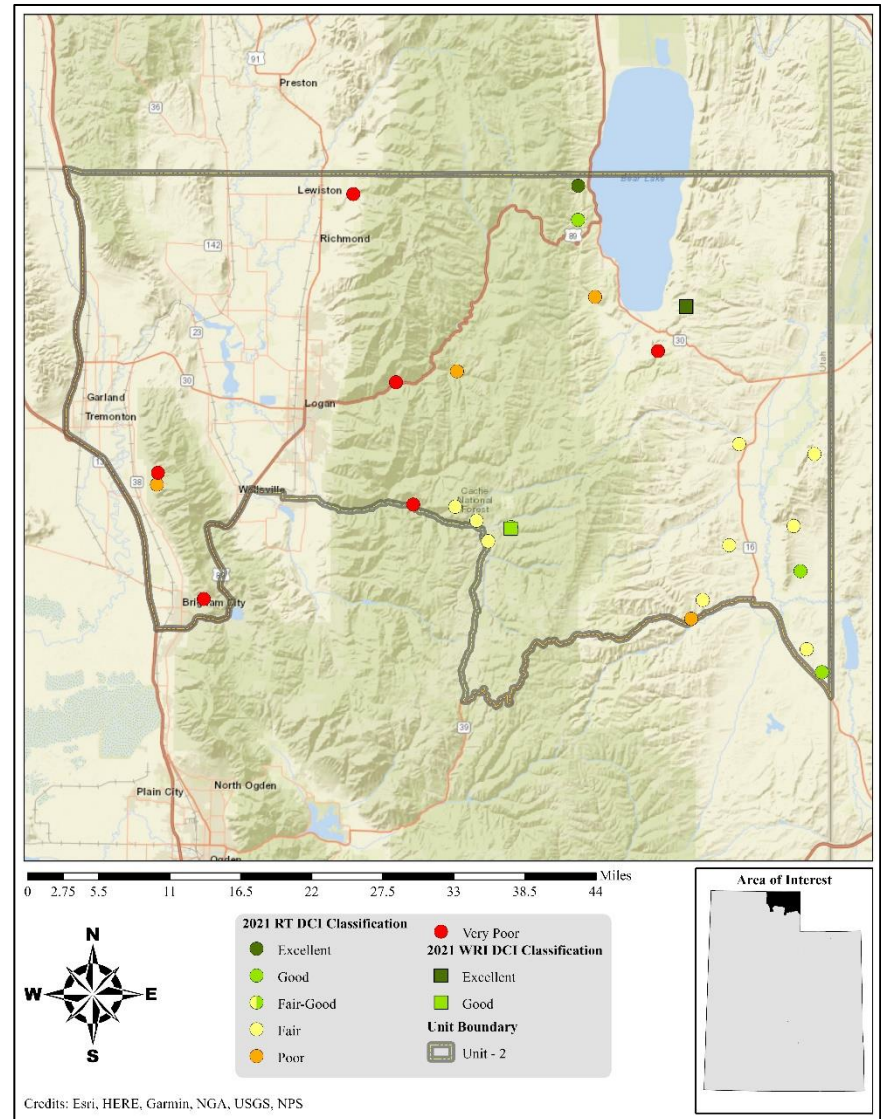 91
Preston
36
Bear Lake
Lewiston
89
Richmond
142
23
30
30
Garland
Tremonton
Logan
Utah
38
Wellsville
Cache
National
Forest
16
Brigham City
39
Plain City
North Ogden
Ogden
Miles
0 2.75 5.5 11 16.5 22 27.5 33 38.5 44
N
W E
S
2021 RT DCI Classification
Excellent
Good
Fair-Good
Fair
Poor
Very Poor
2021 WRI DCI Classification
Excellent
Good
Unit Boundary
Unit - 2
Area of Interest
Credits: Esri, HERE, Garmin, NGA, USGS, NPS